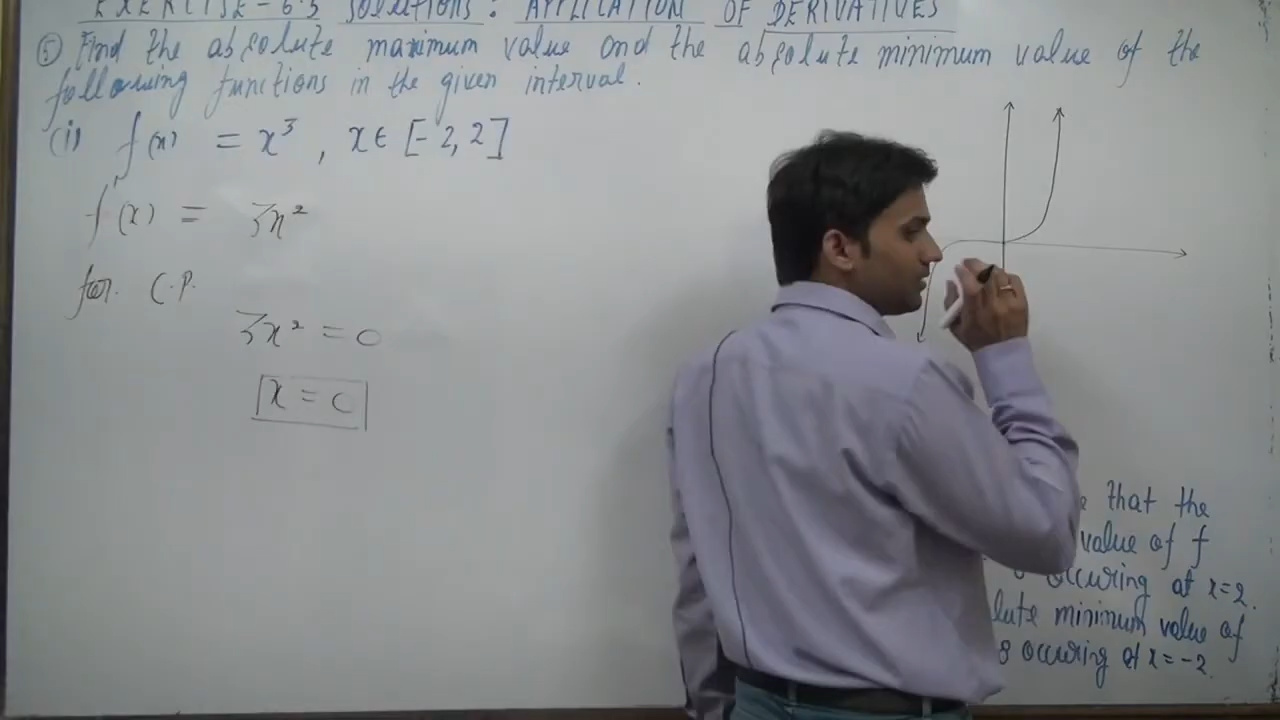 EXERCISE-6.5 SOLUTIONS: APPLICATION OF DERIVATIVES
⑤ Find the absolute maximum value and the absolute minimum value of the
following functions in the given interval.
(i) f(x) = x³, x∈ [-2,2]
f'(x) = 3x²
for. C.P.
3x² = 0
x = 0
that the
value of f
occuring at x=2.
minimum value of
8 occuring at x=-2.